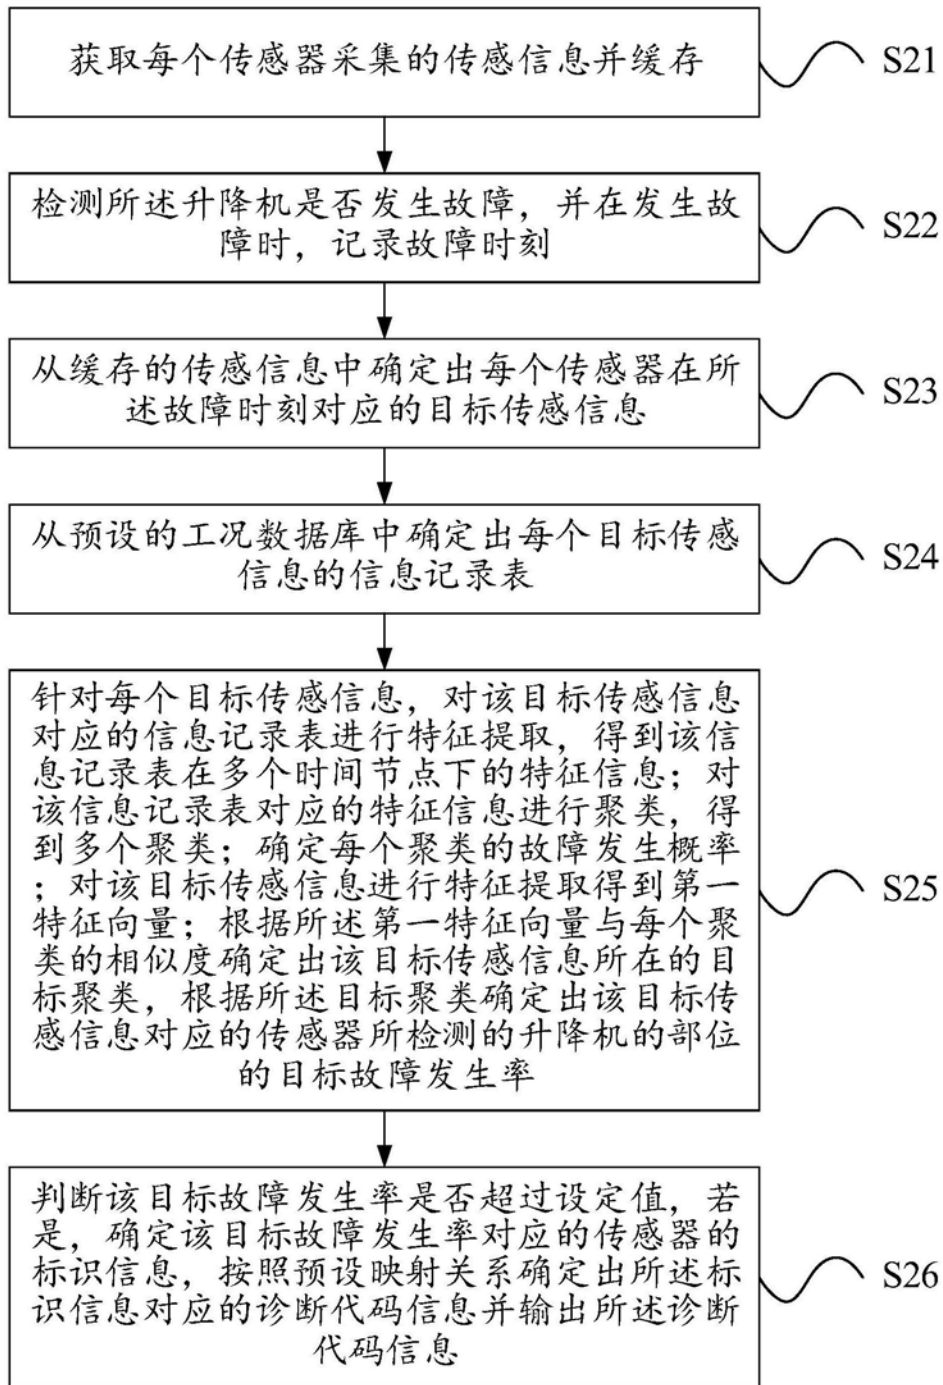 获取每个传感器采集的传感信息并缓存
S21
检测所述升降机是否发生故障，并在发生故
障时，记录故障时刻
S22
从缓存的传感信息中确定出每个传感器在所
述故障时刻对应的目标传感信息
S23
从预设的工况数据库中确定出每个目标传感
信息的信息记录表
S24
针对每个目标传感信息，对该目标传感信息
对应的信息记录表进行特征提取，得到该信
息记录表在多个时间节点下的特征信息；对
该信息记录表对应的特征信息进行聚类，得
到多个聚类；确定每个聚类的故障发生概率
；对该目标传感信息进行特征提取得到第一
特征向量；根据所述第一特征向量与每个聚
类的相似度确定出该目标传感信息所在的目
标聚类，根据所述目标聚类确定出该目标传
感信息对应的传感器所检测的升降机的部位
的目标故障发生率
S25
判断该目标故障发生率是否超过设定值，若
是，确定该目标故障发生率对应的传感器的
标识信息，按照预设映射关系确定出所述标
识信息对应的诊断代码信息并输出所述诊断
代码信息
S26